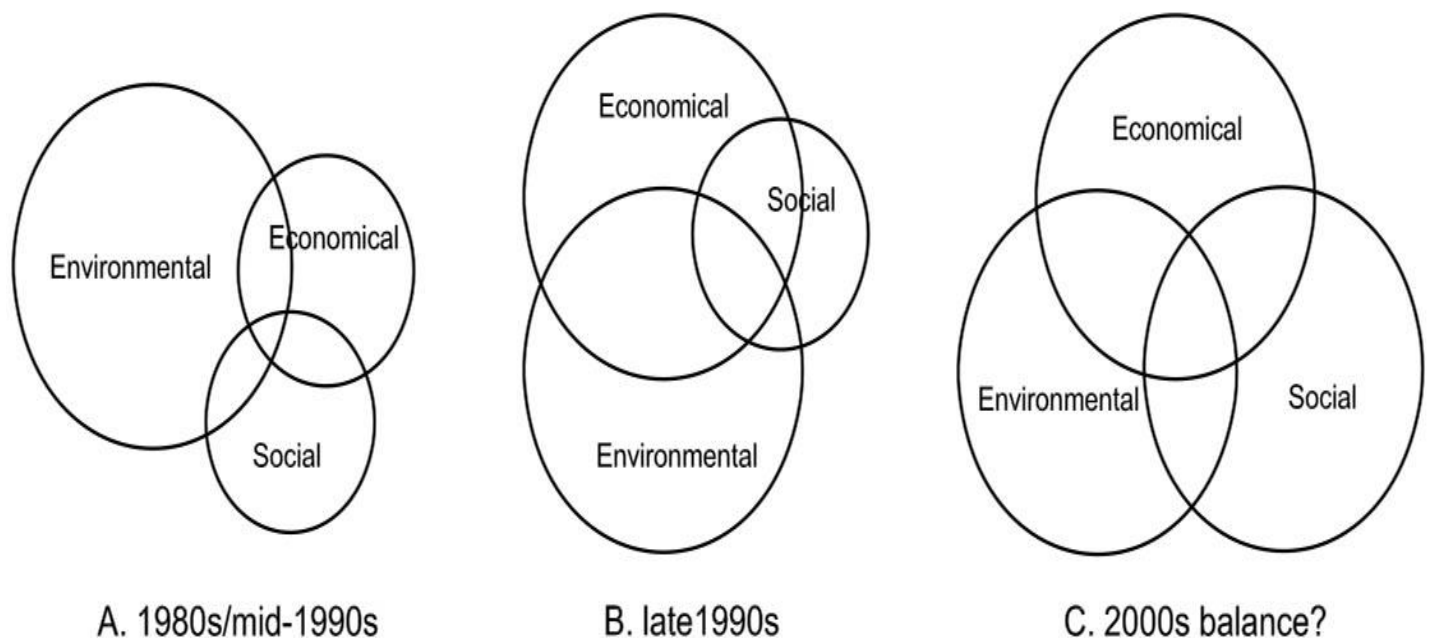 Environmental
Economical
Social
A. 1980s/mid-1990s
Economical
Social
Environmental
B. late1990s
Economical
Environmental
Social
C. 2000s balance?